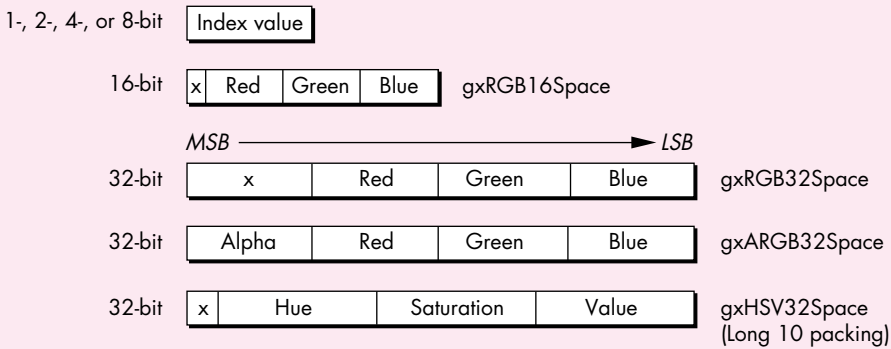 1-, 2-, 4-, or 8-bit Index value
16-bit x Red Green Blue gxRGB16Space
MSB LSB
32-bit x Red Green Blue gxRGB32Space
32-bit Alpha Red Green Blue gxARGB32Space
32-bit x Hue Saturation Value gxHSV32Space
(Long 10 packing)